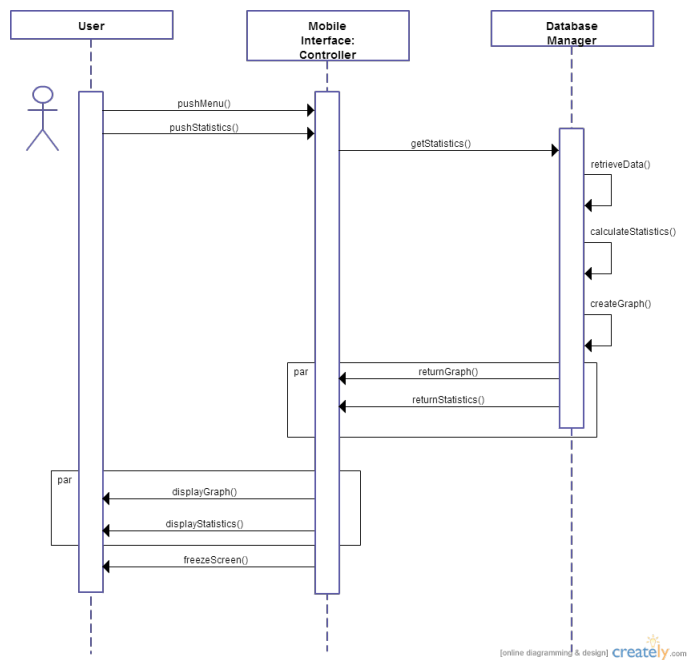 User
Mobile
Interface:
Controller
Database
Manager
pushMenu()
pushStatistics()
getStatistics()
retrieveData()
calculateStatistics()
createGraph()
par
returnGraph()
returnStatistics()
par
displayGraph()
displayStatistics()
freezeScreen()
[online diagramming & design] creately.com